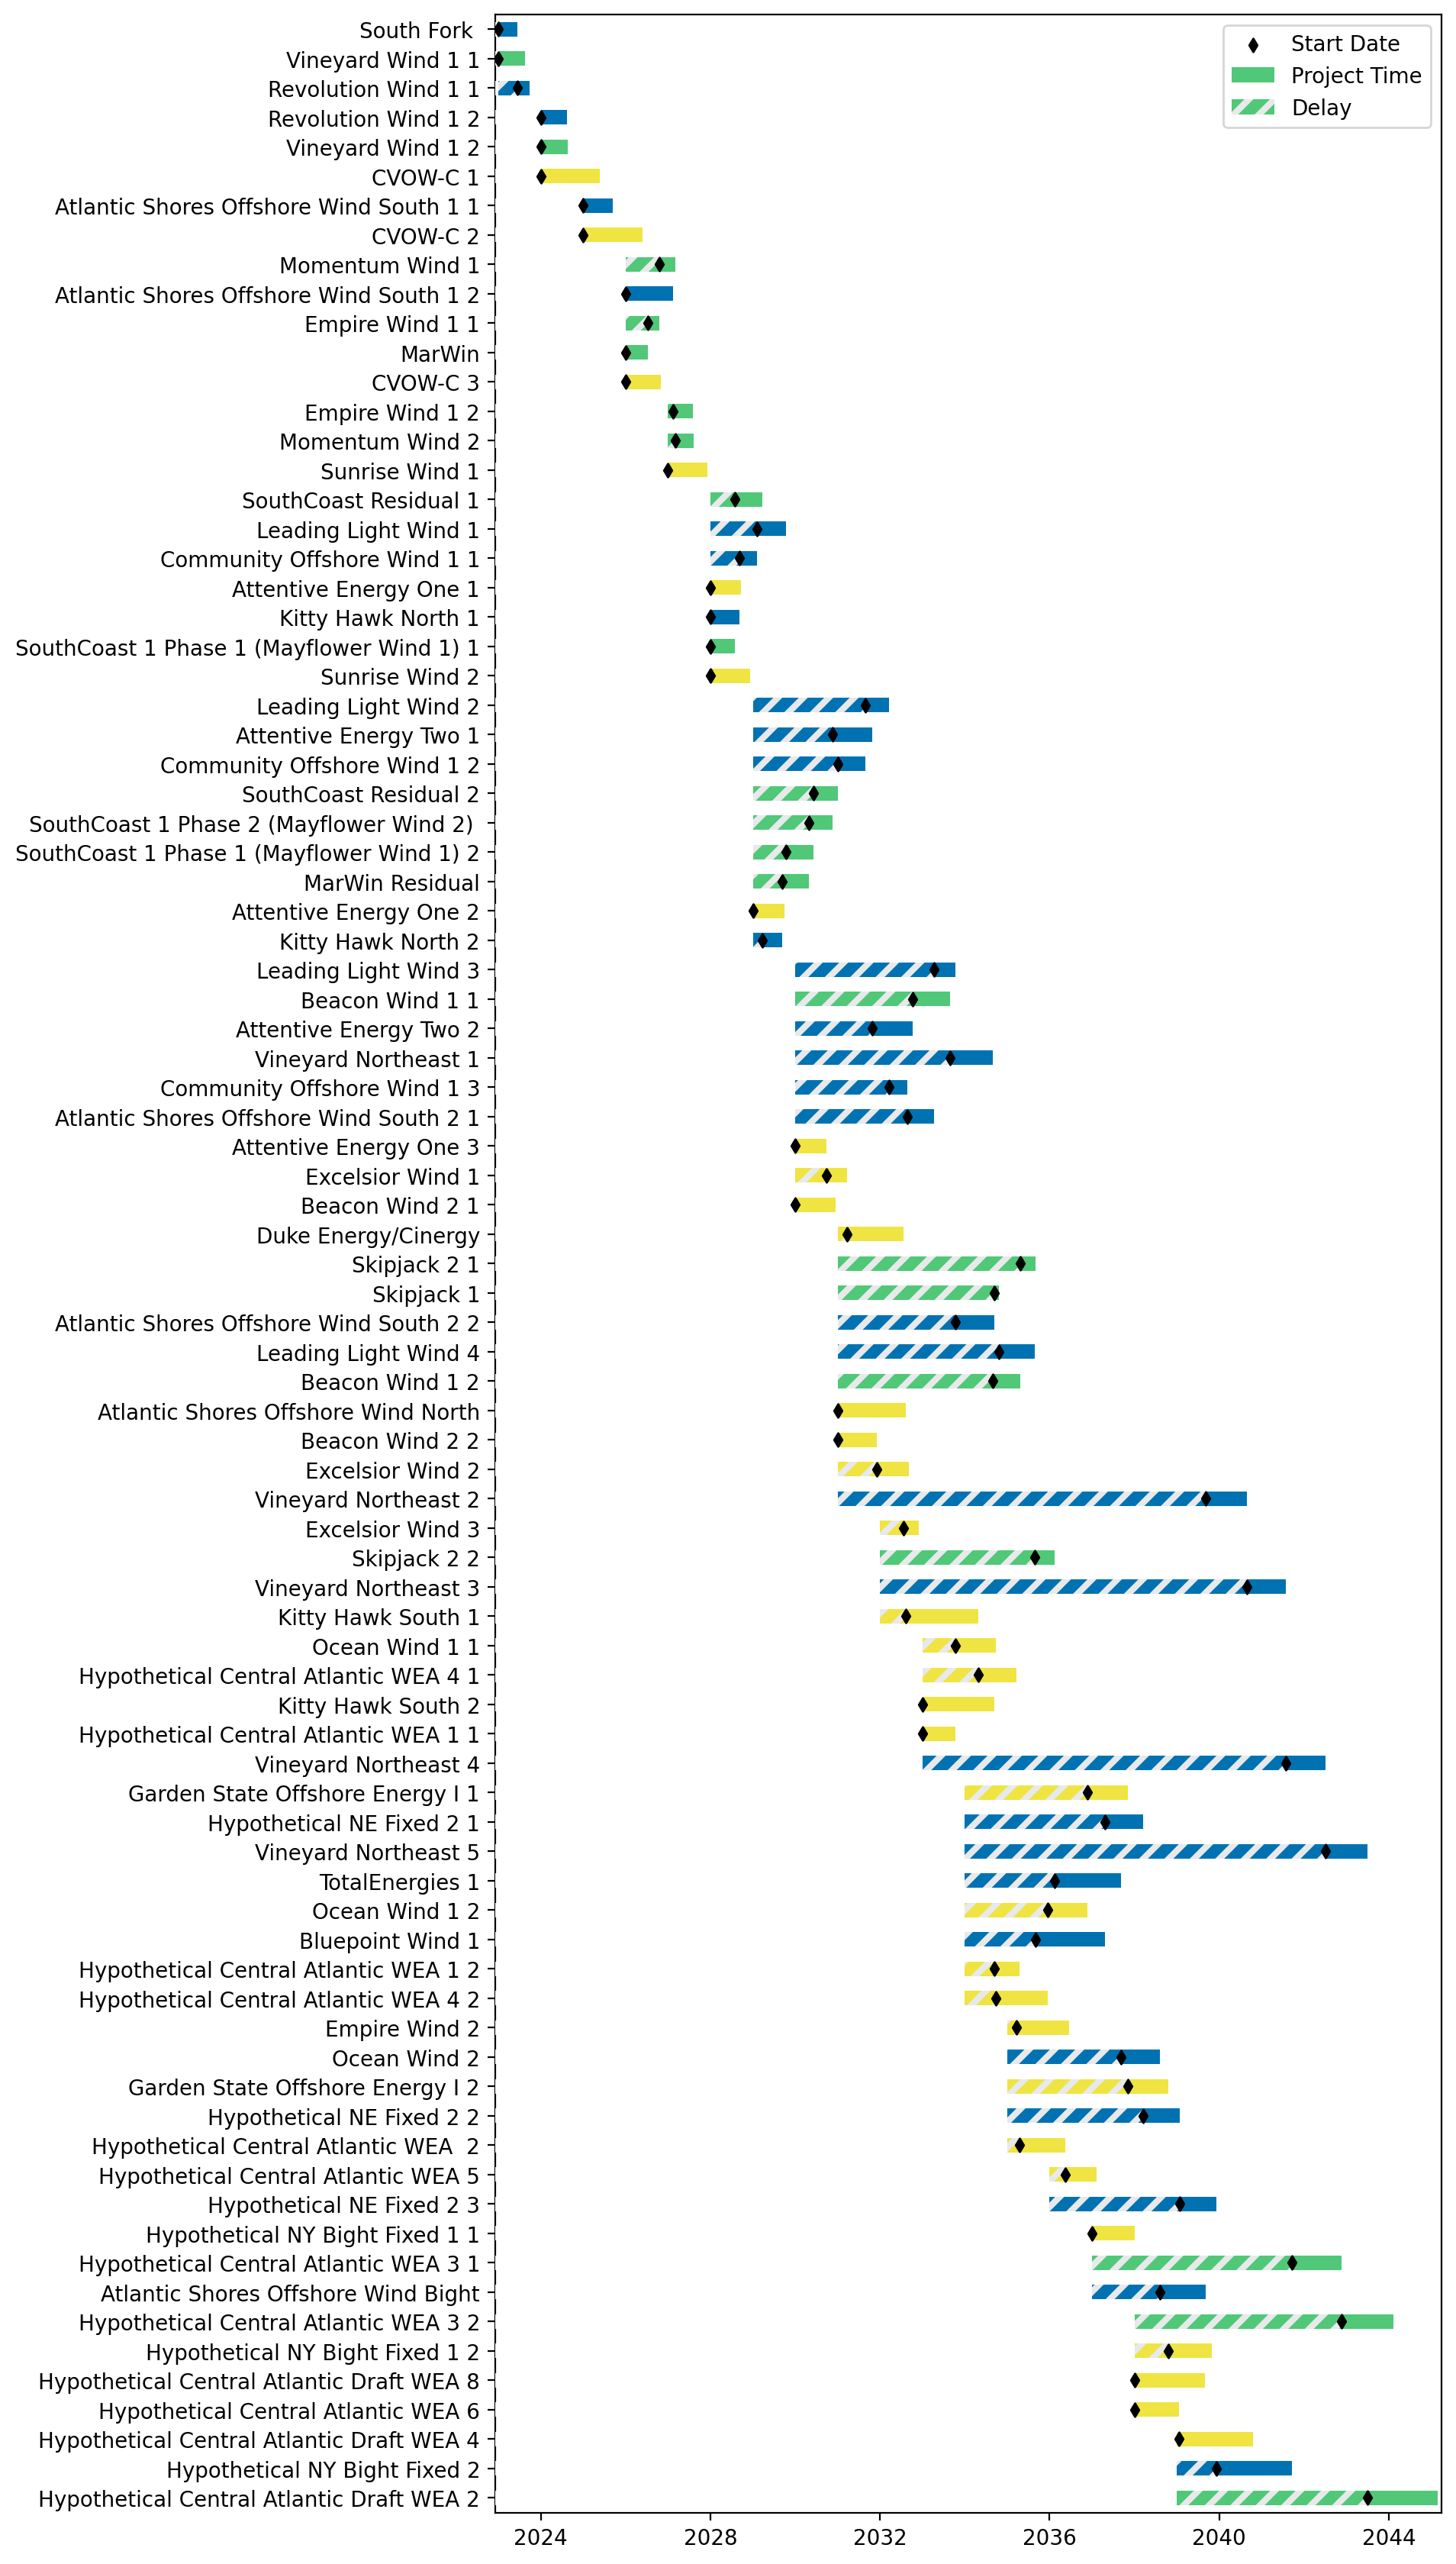 South Fork
Vineyard Wind 1 1
Revolution Wind 1 1
Revolution Wind 1 2
Vineyard Wind 1 2
CVOW-C 1
Atlantic Shores Offshore Wind South 1 1
CVOW-C 2
Momentum Wind 1
Atlantic Shores Offshore Wind South 1 2
Empire Wind 1 1
MarWin
CVOW-C 3
Empire Wind 1 2
Momentum Wind 2
Sunrise Wind 1
SouthCoast Residual 1
Leading Light Wind 1
Community Offshore Wind 1 1
Attentive Energy One 1
Kitty Hawk North 1
SouthCoast 1 Phase 1 (Mayflower Wind 1) 1
Sunrise Wind 2
Leading Light Wind 2
Attentive Energy Two 1
Community Offshore Wind 1 2
SouthCoast Residual 2
SouthCoast 1 Phase 2 (Mayflower Wind 2)
SouthCoast 1 Phase 1 (Mayflower Wind 1) 2
MarWin Residual
Attentive Energy One 2
Kitty Hawk North 2
Leading Light Wind 3
Beacon Wind 1 1
Attentive Energy Two 2
Vineyard Northeast 1
Community Offshore Wind 1 3
Atlantic Shores Offshore Wind South 2 1
Attentive Energy One 3
Excelsior Wind 1
Beacon Wind 2 1
Duke Energy/Cinergy
Skipjack 2 1
Skipjack 1
Atlantic Shores Offshore Wind South 2 2
Leading Light Wind 4
Beacon Wind 1 2
Atlantic Shores Offshore Wind North
Beacon Wind 2 2
Excelsior Wind 2
Vineyard Northeast 2
Excelsior Wind 3
Skipjack 2 2
Vineyard Northeast 3
Kitty Hawk South 1
Ocean Wind 1 1
Hypothetical Central Atlantic WEA 4 1
Kitty Hawk South 2
Hypothetical Central Atlantic WEA 1 1
Vineyard Northeast 4
Garden State Offshore Energy I 1
Hypothetical NE Fixed 2 1
Vineyard Northeast 5
TotalEnergies 1
Ocean Wind 1 2
Bluepoint Wind 1
Hypothetical Central Atlantic WEA 1 2
Hypothetical Central Atlantic WEA 4 2
Empire Wind 2
Ocean Wind 2
Garden State Offshore Energy I 2
Hypothetical NE Fixed 2 2
Hypothetical Central Atlantic WEA  2
Hypothetical Central Atlantic WEA 5
Hypothetical NE Fixed 2 3
Hypothetical NY Bight Fixed 1 1
Hypothetical Central Atlantic WEA 3 1
Atlantic Shores Offshore Wind Bight
Hypothetical Central Atlantic WEA 3 2
Hypothetical NY Bight Fixed 1 2
Hypothetical Central Atlantic Draft WEA 8
Hypothetical Central Atlantic WEA 6
Hypothetical Central Atlantic Draft WEA 4
Hypothetical NY Bight Fixed 2
Hypothetical Central Atlantic Draft WEA 2
Start Date
Project Time
Delay
2024 2028 2032 2036 2040 2044